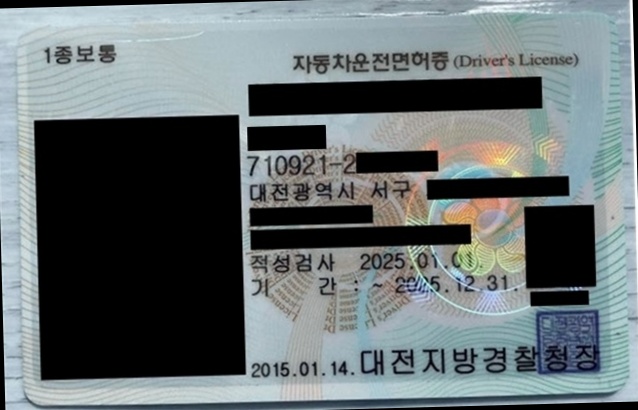 1종보통
자동차운전면허증 (Driver's License)
710921-2
대전광역시 서구
적성검사 2025.01.01.
기 간 : ~ 2025.12.31.
2015.01.14. 대전지방경찰청장